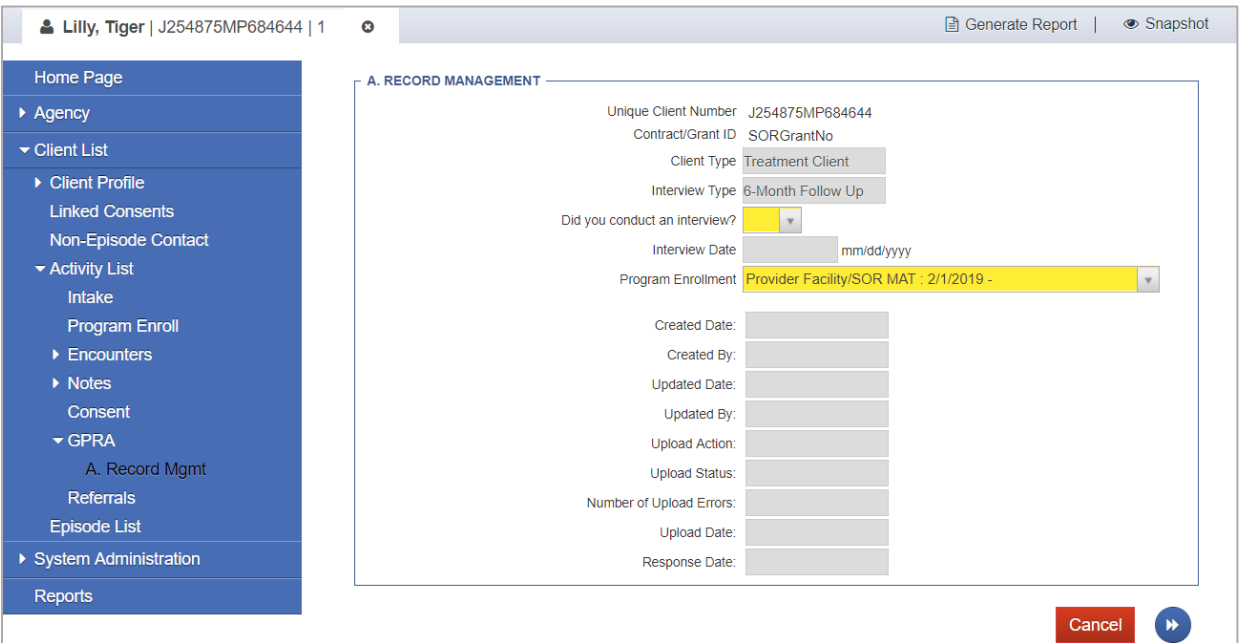 Lilly, Tiger | J254875MP684644 | 1
Generate Report | Snapshot
Home Page
Agency
Client List
Client Profile
Linked Consents
Non-Episode Contact
Activity List
Intake
Program Enroll
Encounters
Notes
Consent
GPRA
A. Record Mgmt
Referrals
Episode List
System Administration
Reports
A. RECORD MANAGEMENT
Unique Client Number J254875MP684644
Contract/Grant ID SORGrantNo
Client Type Treatment Client
Interview Type 6-Month Follow Up
Did you conduct an interview?
Interview Date mm/dd/yyyy
Program Enrollment Provider Facility/SOR MAT : 2/1/2019 -
Created Date:
Created By:
Updated Date:
Updated By:
Upload Action:
Upload Status:
Number of Upload Errors:
Upload Date:
Response Date:
Cancel